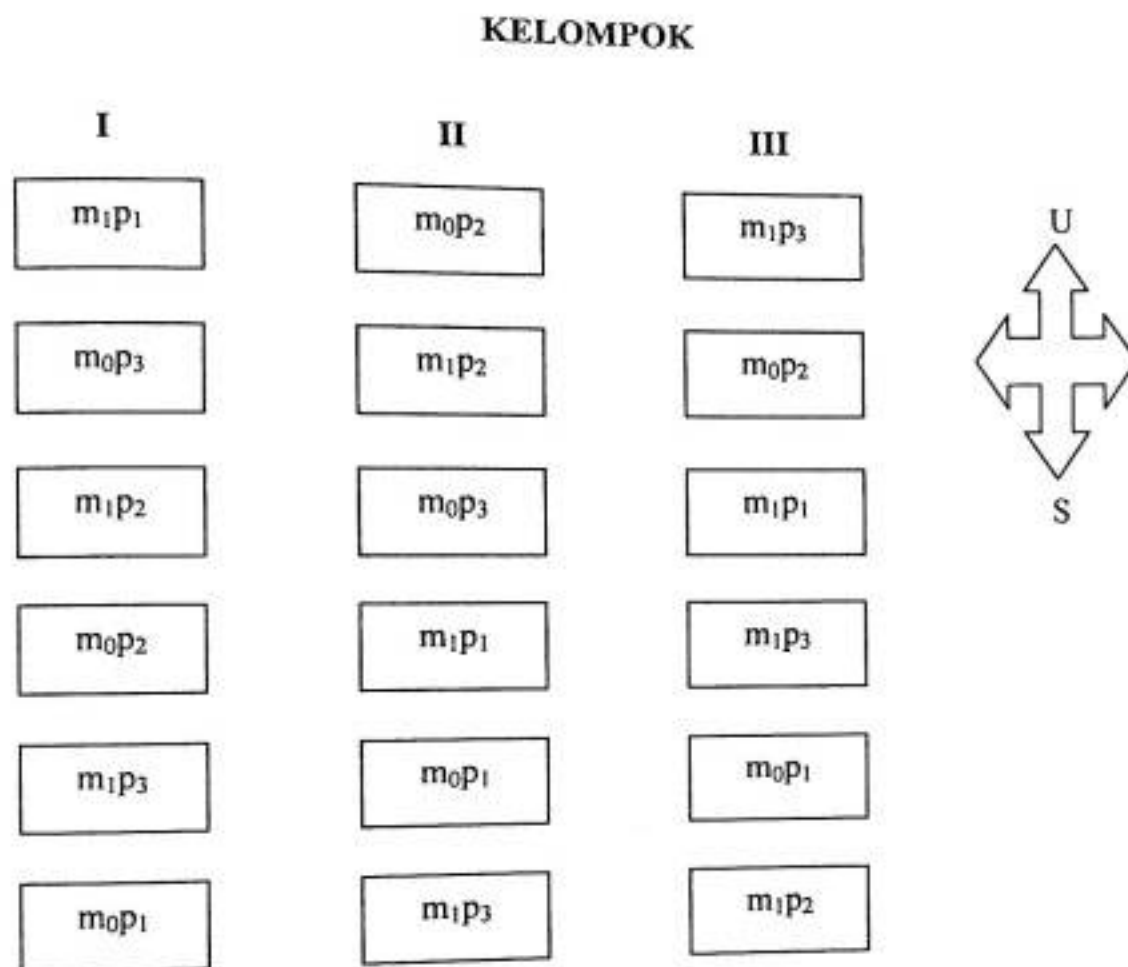 KELOMPOK
I II III
m₁p₁ m₀p₂ m₁p₃
U
m₀p₃ m₁p₂ m₀p₂
m₁p₂ m₀p₃ m₁p₁
S
m₀p₂ m₁p₁ m₁p₃
m₁p₃ m₀p₁ m₀p₁
m₀p₁ m₁p₃ m₁p₂